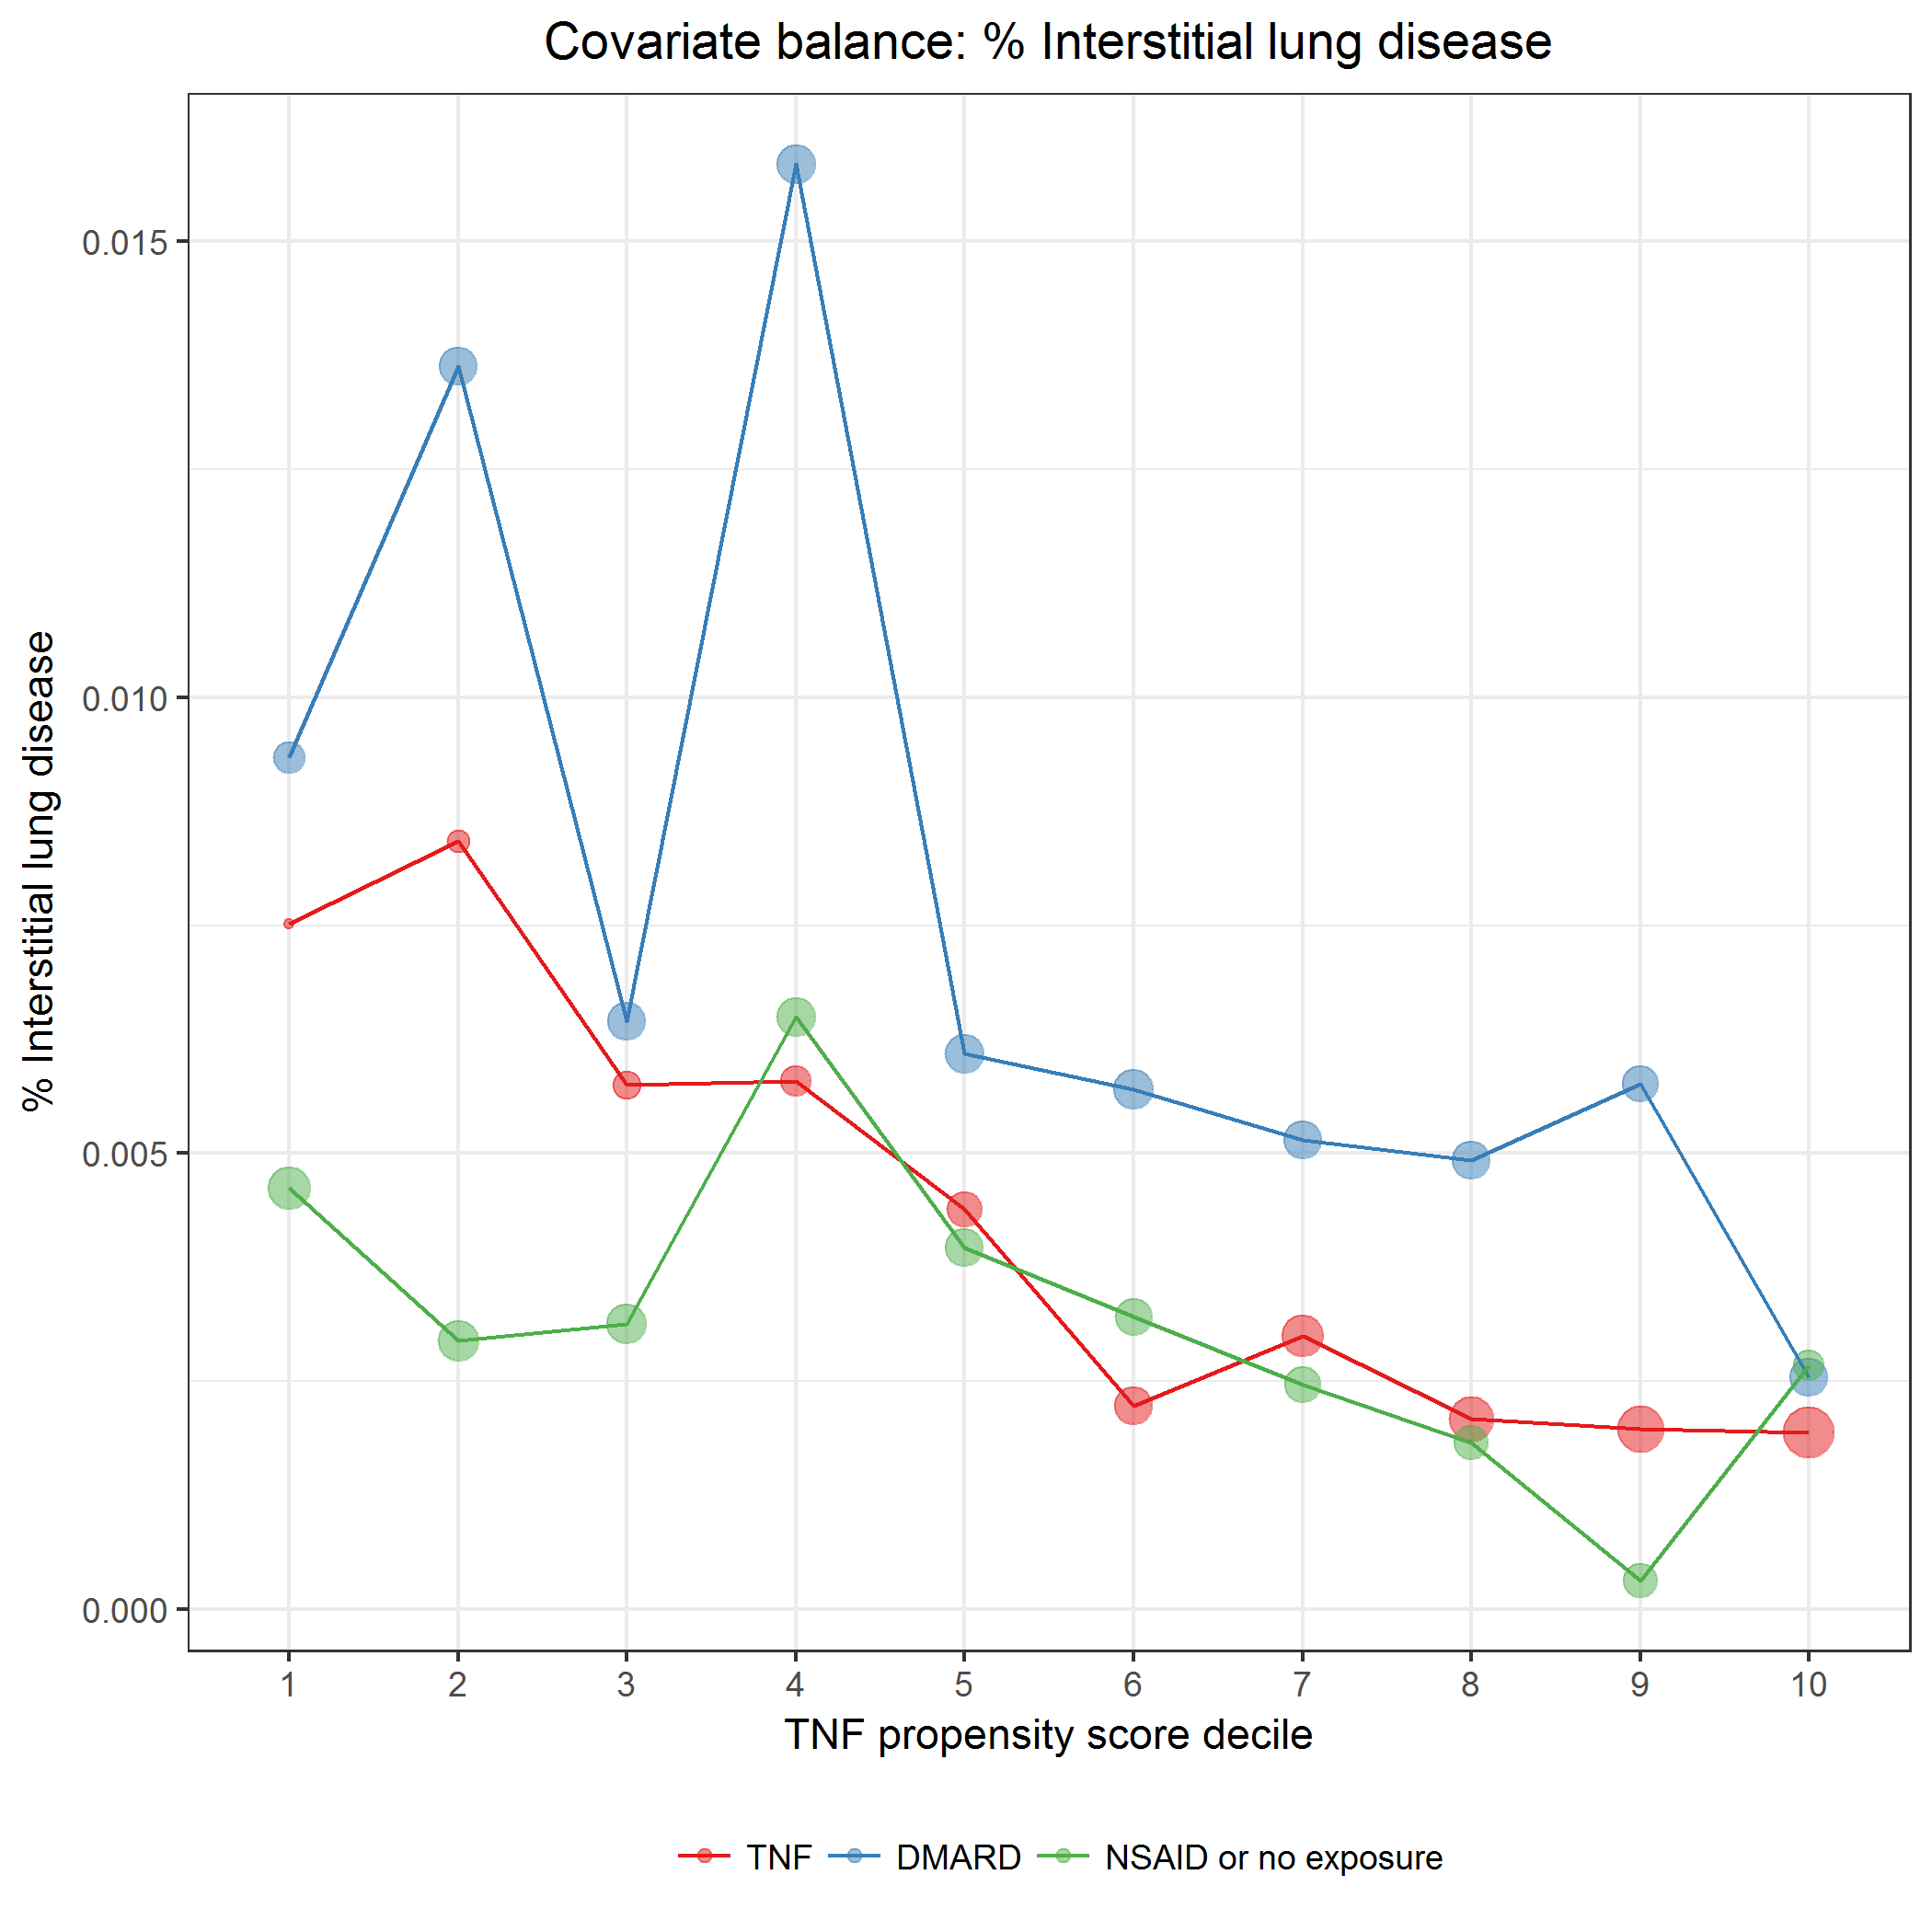 Covariate balance: % Interstitial lung disease
% Interstitial lung disease
0.015
0.010
0.005
0.000
1 2 3 4 5 6 7 8 9 10
TNF propensity score decile
TNF DMARD NSAID or no exposure